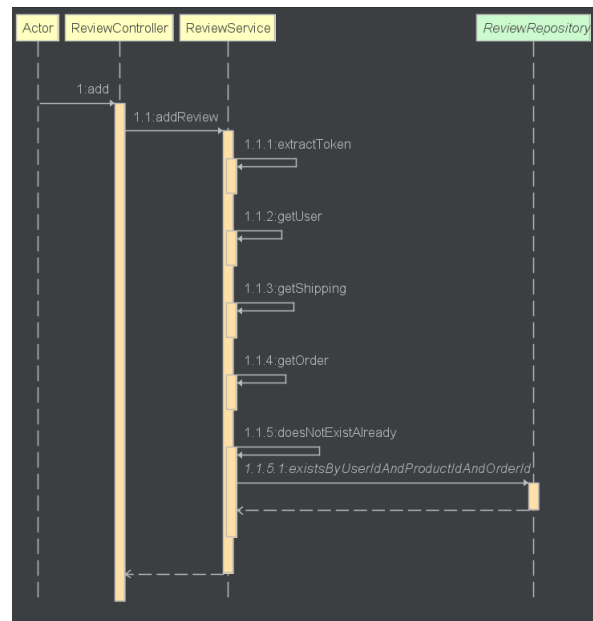 Actor
ReviewController
ReviewService
ReviewRepository
1:add
1.1:addReview
1.1.1:extractToken
1.1.2:getUser
1.1.3:getShipping
1.1.4:getOrder
1.1.5:doesNotExistAlready
1.1.5.1:existsByUserIdAndProductIdAndOrderId